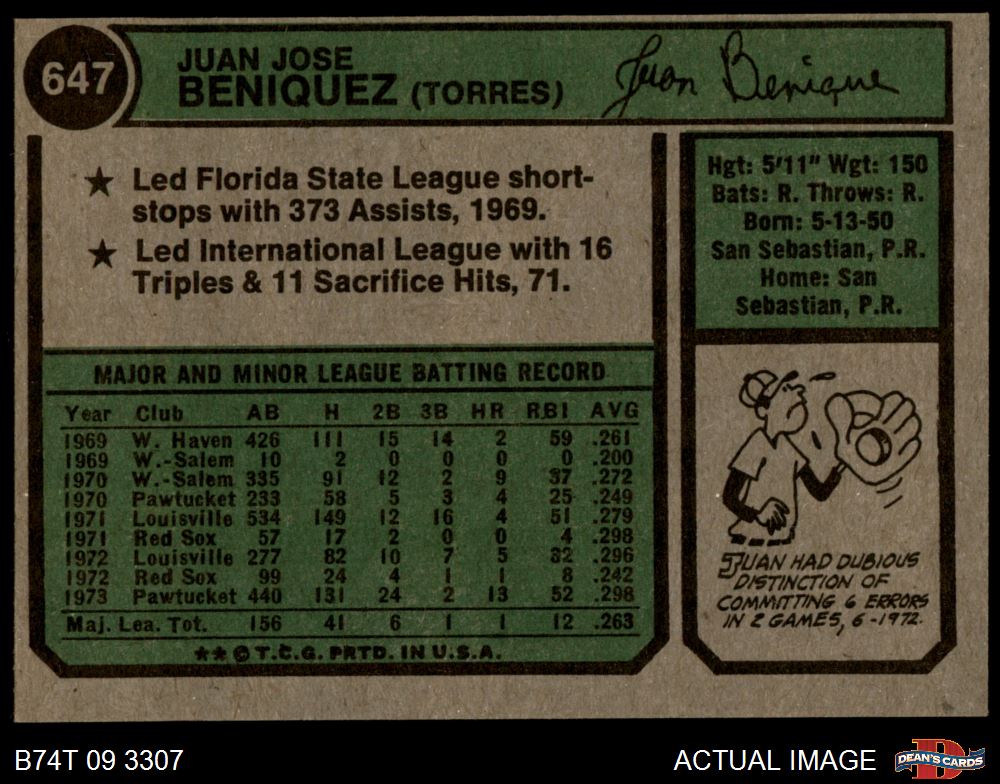 647
JUAN JOSE
BENIQUEZ (TORRES)
Juan Beniquez
★ Led Florida State League short-
stops with 373 Assists, 1969.
★ Led International League with 16
Triples & 11 Sacrifice Hits, 71.
Hgt: 5'11" Wgt: 150
Bats: R. Throws: R.
Born: 5-13-50
San Sebastian, P.R.
Home: San
Sebastian, P.R.
MAJOR AND MINOR LEAGUE BATTING RECORD
Year Club AB H 2B 3B HR RBI AVG
1969 W. Haven 426 111 15 14 2 59 .261
1969 W.-Salem 10 2 0 0 0 0 .200
1970 W.-Salem 335 91 12 2 9 37 .272
1970 Pawtucket 233 58 5 3 4 25 .249
1971 Louisville 534 149 12 16 4 51 .279
1971 Red Sox 57 17 2 0 0 4 .298
1972 Louisville 277 82 10 7 5 32 .296
1972 Red Sox 99 24 4 1 1 8 .242
1973 Pawtucket 440 131 24 2 13 52 .298
Maj. Lea. Tot. 156 41 6 1 1 12 .263
★★ © T.C.G. PRTD. IN U.S.A.
JUAN HAD DUBIOUS
DISTINCTION OF
COMMITTING 6 ERRORS
IN 2 GAMES, 6-1972.
B74T 09 3307
ACTUAL IMAGE
D
DEAN'S CARDS